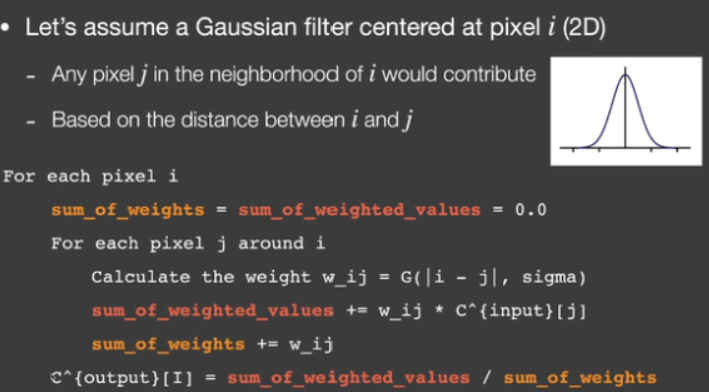 • Let's assume a Gaussian filter centered at pixel i (2D)
- Any pixel j in the neighborhood of i would contribute
- Based on the distance between i and j
For each pixel i
sum_of_weights = sum_of_weighted_values = 0.0
For each pixel j around i
Calculate the weight w_ij = G(|i - j|, sigma)
sum_of_weighted_values += w_ij * C^{input}[j]
sum_of_weights += w_ij
C^{output}[I] = sum_of_weighted_values / sum_of_weights